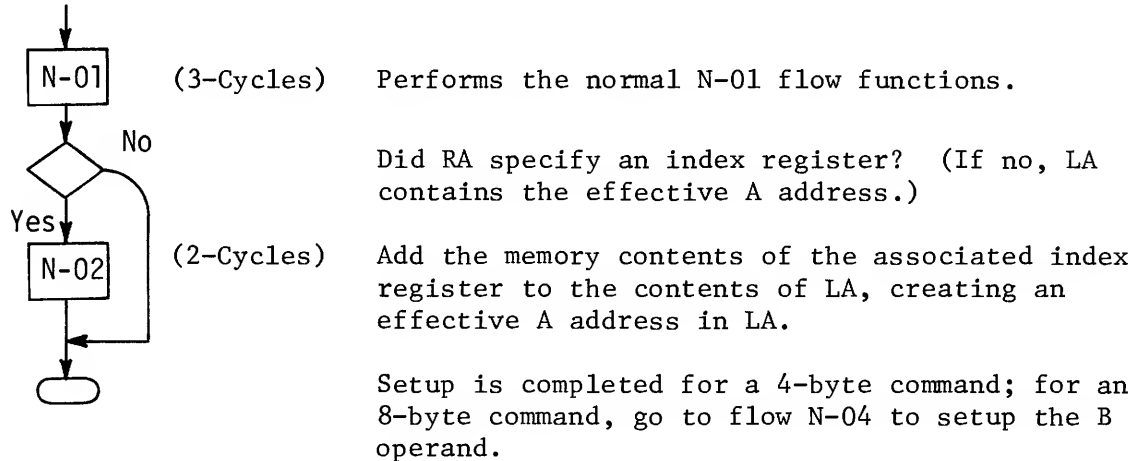 N-01 (3-Cycles) Performs the normal N-01 flow functions.
No
Did RA specify an index register? (If no, LA
contains the effective A address.)
Yes
N-02 (2-Cycles) Add the memory contents of the associated index
register to the contents of LA, creating an
effective A address in LA.
Setup is completed for a 4-byte command; for an
8-byte command, go to flow N-04 to setup the B
operand.